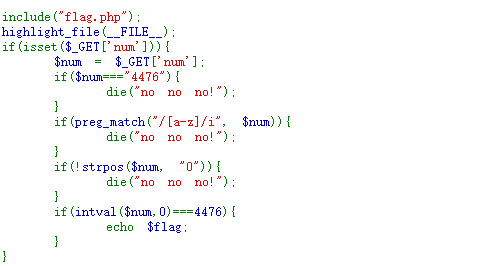 include("flag.php");
highlight_file(__FILE__);
if(isset($_GET['num'])){
        $num = $_GET['num'];
        if($num==="4476"){
                die("no no no!");
        }
        if(preg_match("/[a-z]/i", $num)){
                die("no no no!");
        }
        if(!strpos($num, "0")){
                die("no no no!");
        }
        if(intval($num,0)===4476){
                echo $flag;
        }
}